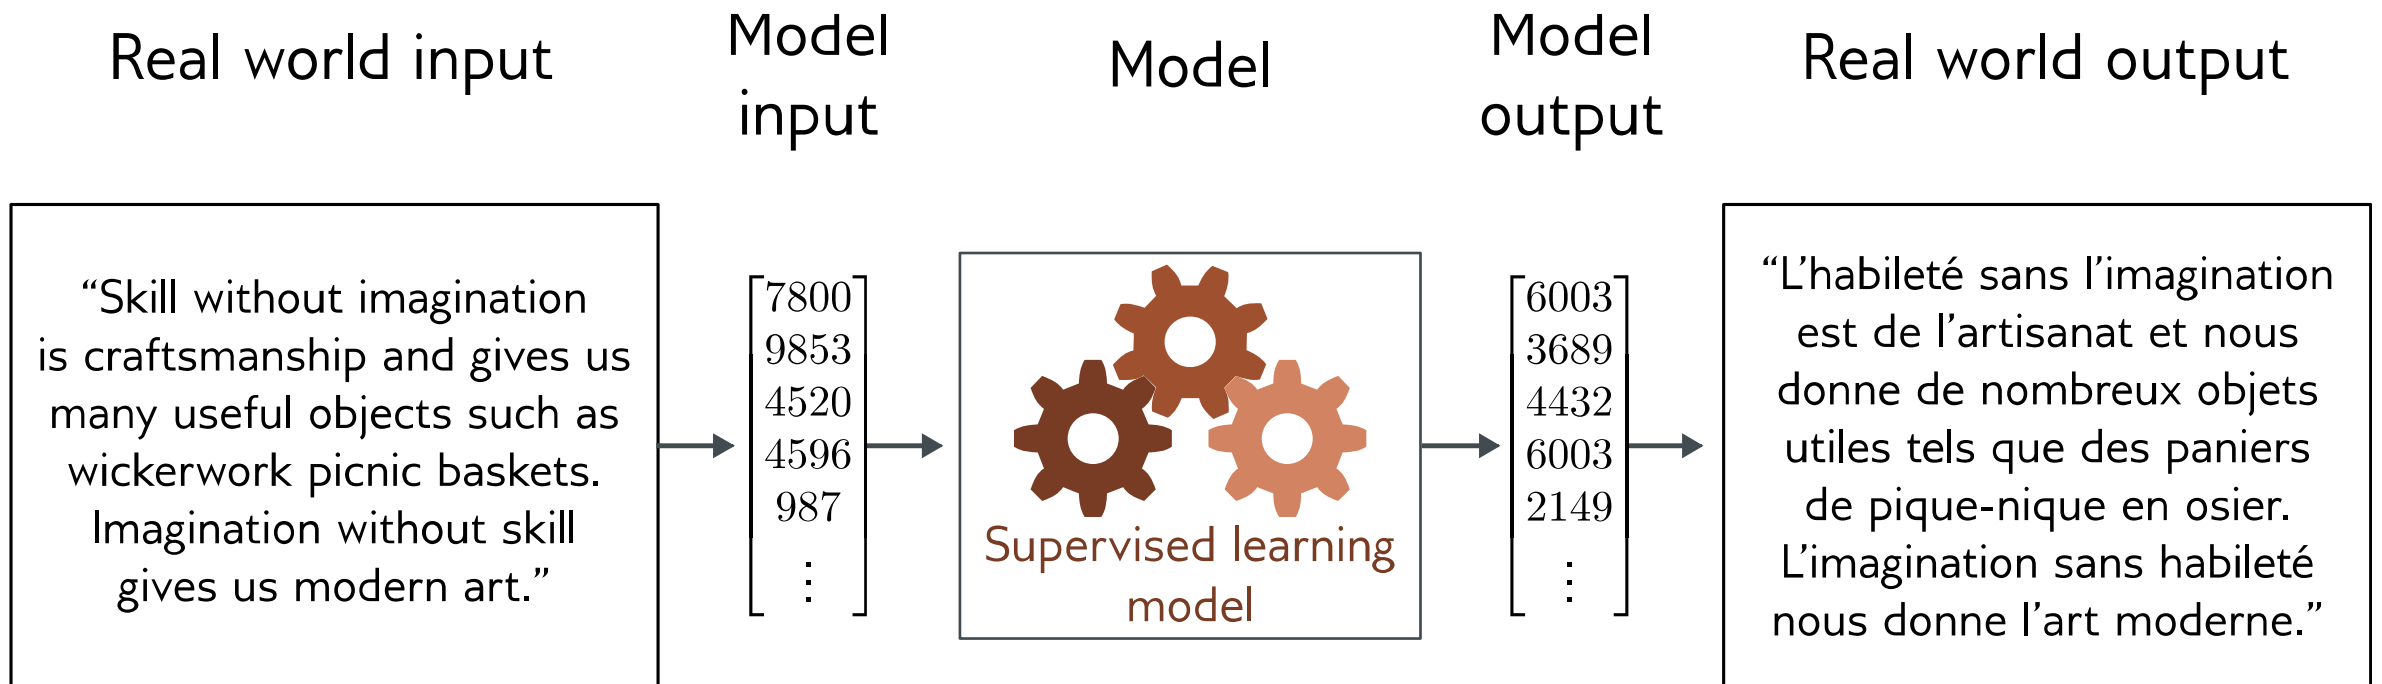 Real world input
Model
input
Model
Model
output
Real world output
“Skill without imagination
is craftsmanship and gives us
many useful objects such as
wickerwork picnic baskets.
Imagination without skill
gives us modern art.”
7800
9853
4520
4596
987
⋮
Supervised learning
model
6003
3689
4432
6003
2149
⋮
“L’habileté sans l’imagination
est de l’artisanat et nous
donne de nombreux objets
utiles tels que des paniers
de pique-nique en osier.
L’imagination sans habileté
nous donne l’art moderne.”